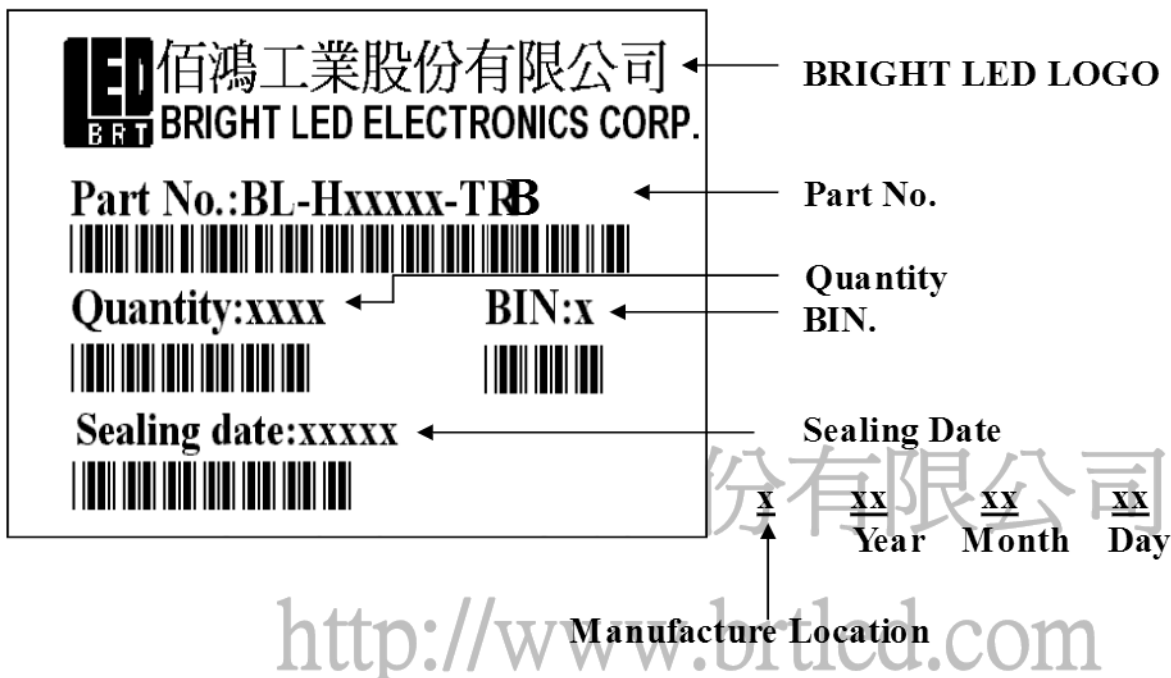 LED 佰鴻工業股份有限公司 BRIGHT LED LOGO
BRT BRIGHT LED ELECTRONICS CORP.
Part No.:BL-Hxxxxx-TRB Part No.
Quantity
Quantity:xxxx BIN:x BIN.
Sealing date:xxxxx Sealing Date
份有限公司
x xx xx xx
Year Month Day
Manufacture Location
http://www.brtled.com